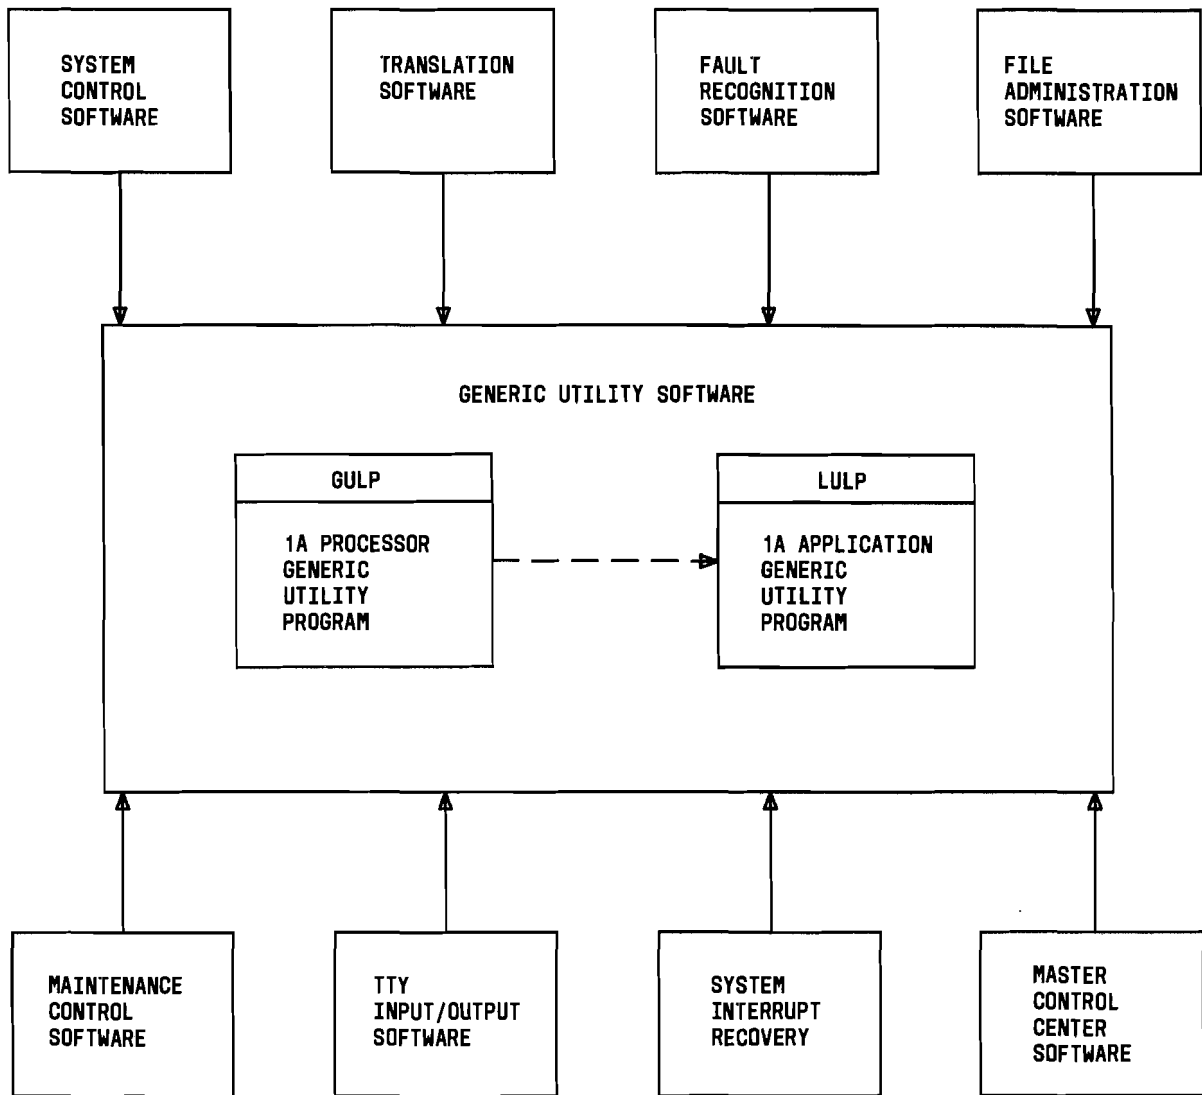 SYSTEM
CONTROL
SOFTWARE
TRANSLATION
SOFTWARE
FAULT
RECOGNITION
SOFTWARE
FILE
ADMINISTRATION
SOFTWARE
GENERIC UTILITY SOFTWARE
GULP
1A PROCESSOR
GENERIC
UTILITY
PROGRAM
LULP
1A APPLICATION
GENERIC
UTILITY
PROGRAM
MAINTENANCE
CONTROL
SOFTWARE
TTY
INPUT/OUTPUT
SOFTWARE
SYSTEM
INTERRUPT
RECOVERY
MASTER
CONTROL
CENTER
SOFTWARE